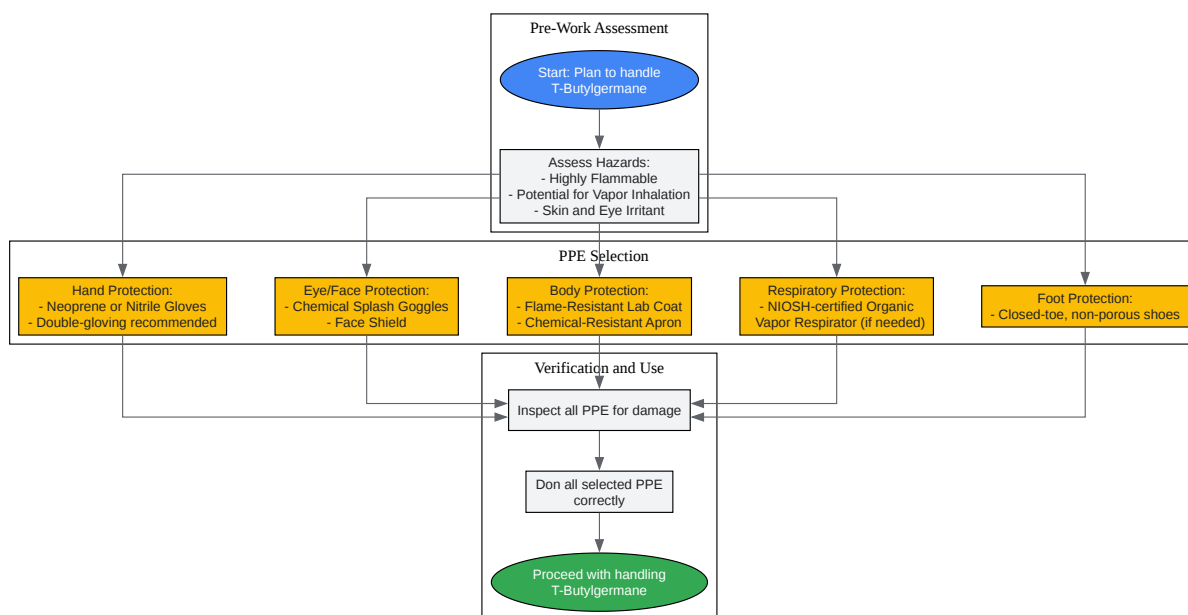 Pre-Work Assessment
Start: Plan to handle
T-Butylgermane
Assess Hazards:
- Highly Flammable
- Potential for Vapor Inhalation
- Skin and Eye Irritant
PPE Selection
Hand Protection:
- Neoprene or Nitrile Gloves
- Double-gloving recommended
Eye/Face Protection:
- Chemical Splash Goggles
- Face Shield
Body Protection:
- Flame-Resistant Lab Coat
- Chemical-Resistant Apron
Respiratory Protection:
- NIOSH-certified Organic
Vapor Respirator (if needed)
Foot Protection:
- Closed-toe, non-porous shoes
Verification and Use
Inspect all PPE for damage
Don all selected PPE
correctly
Proceed with handling
T-Butylgermane